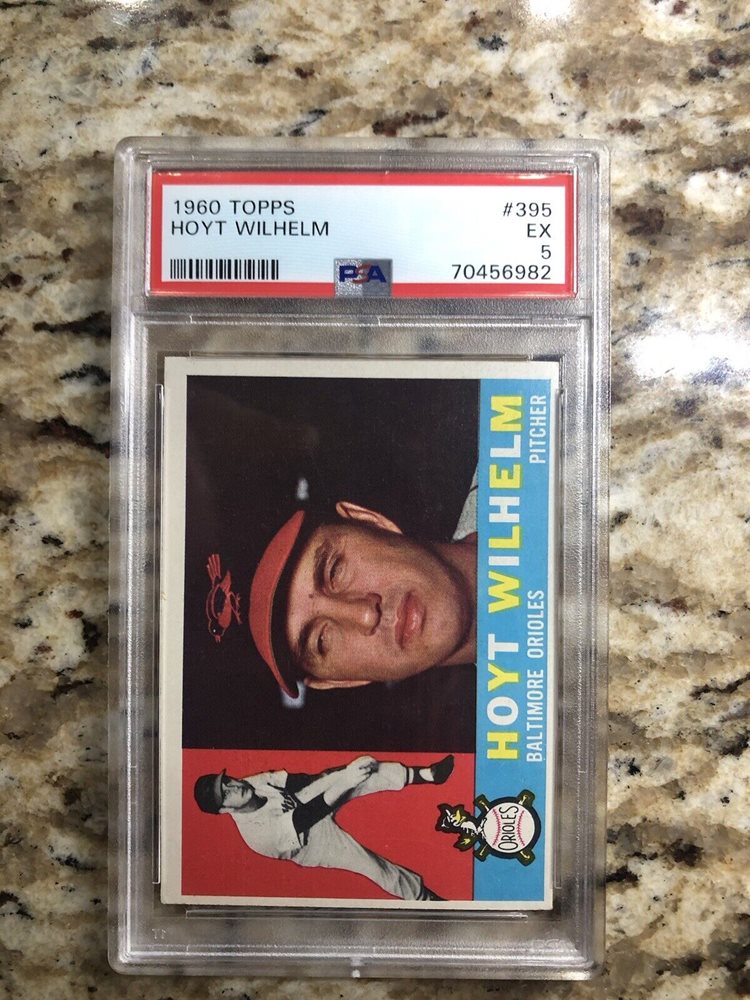 1960 TOPPS #395
HOYT WILHELM EX
5
PSA 70456982
HOYT WILHELM
BALTIMORE ORIOLES PITCHER
ORIOLES